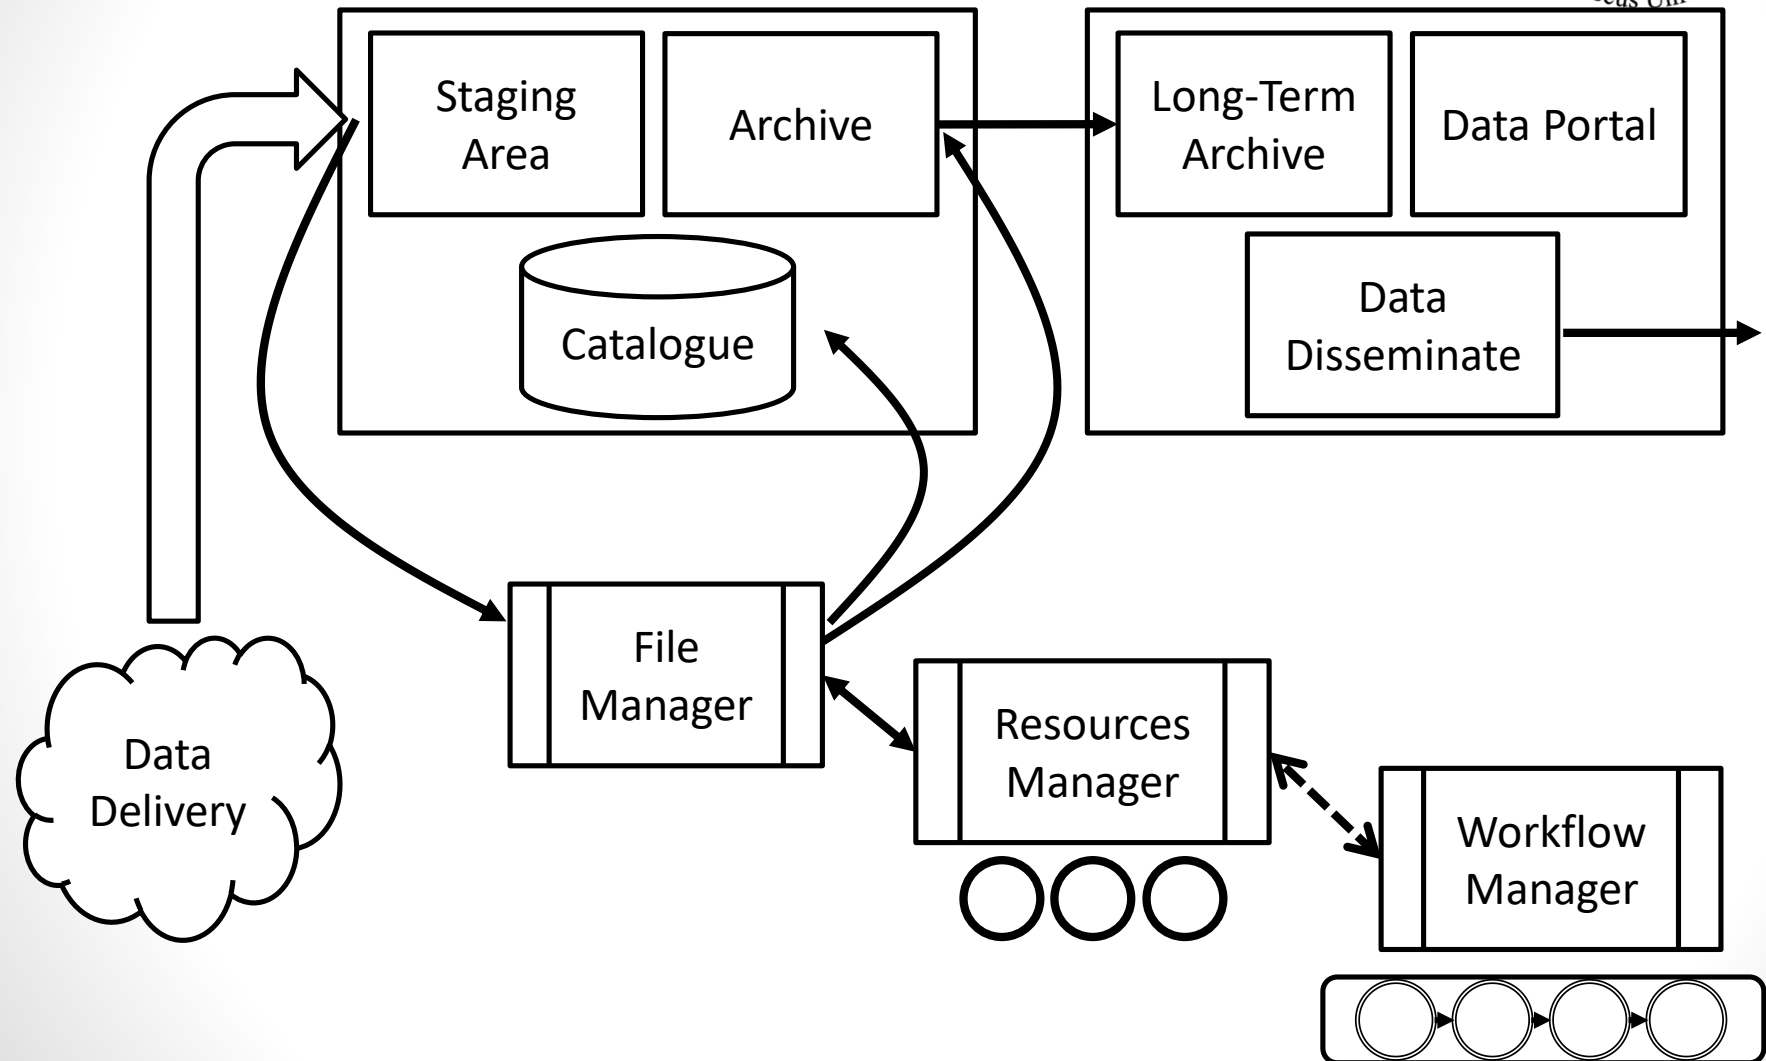 Staging
Area
Archive
Long-Term
Archive
Data Portal
Catalogue
Data
Disseminate
File
Manager
Resources
Manager
Workflow
Manager
Data
Delivery